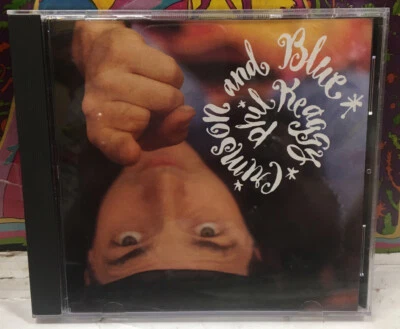 Crimson and Blue
phil Keaggy